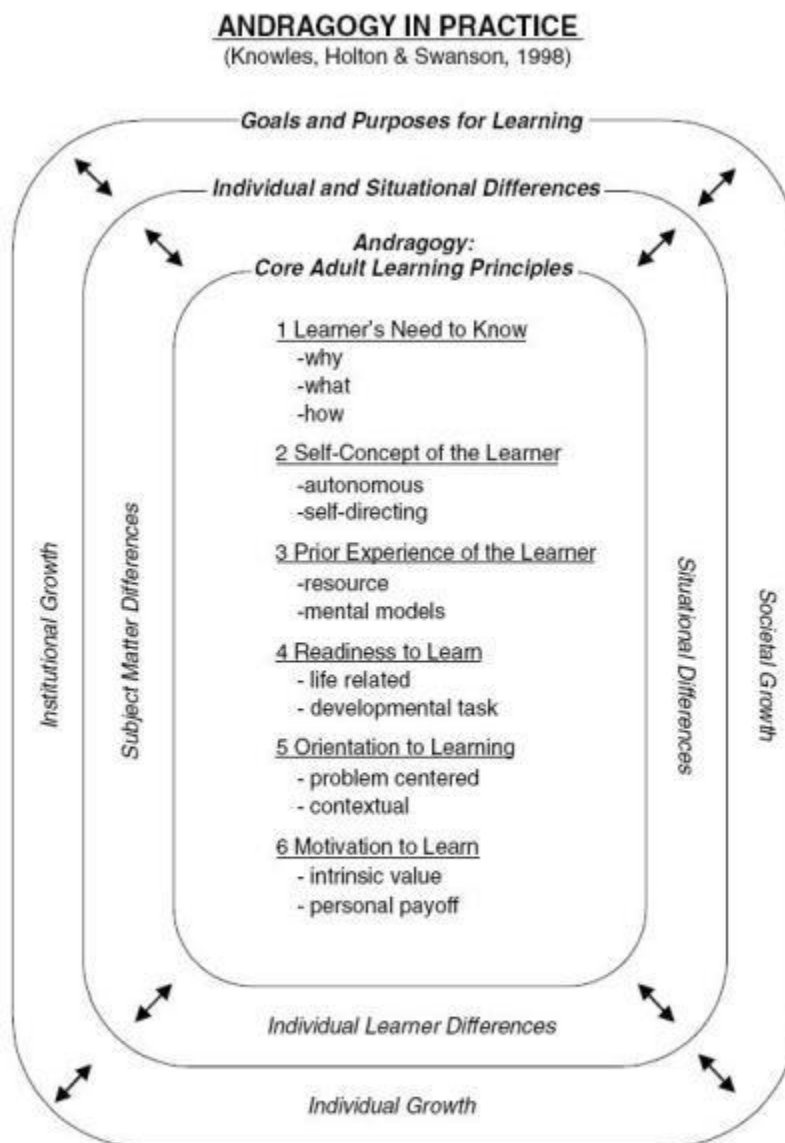 ANDRAGOGY IN PRACTICE
(Knowles, Holton & Swanson, 1998)
Goals and Purposes for Learning
Individual and Situational Differences
Andragogy:
Core Adult Learning Principles
1 Learner's Need to Know
-why
-what
-how
2 Self-Concept of the Learner
-autonomous
-self-directing
3 Prior Experience of the Learner
-resource
-mental models
4 Readiness to Learn
- life related
- developmental task
5 Orientation to Learning
- problem centered
- contextual
6 Motivation to Learn
- intrinsic value
- personal payoff
Institutional Growth
Subject Matter Differences
Situational Differences
Societal Growth
Individual Learner Differences
Individual Growth